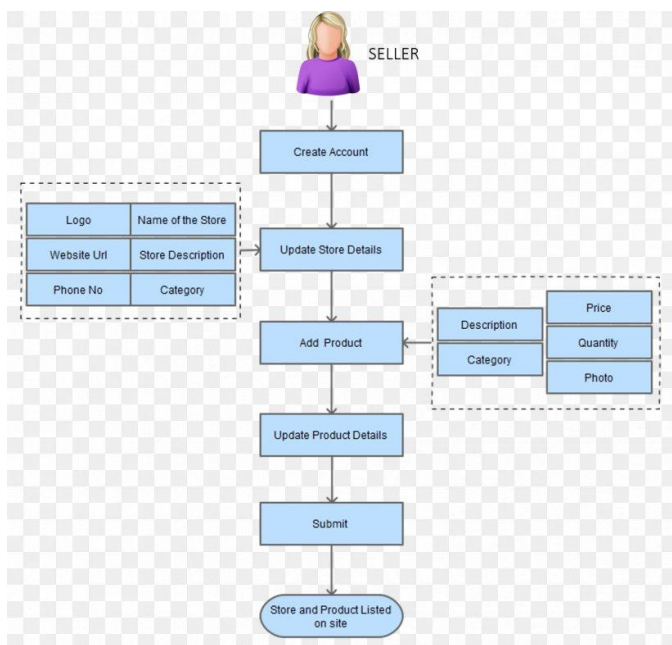 SELLER
Create Account
Logo
Name of the Store
Website Url
Store Description
Phone No
Category
Update Store Details
Price
Description
Quantity
Category
Photo
Add Product
Update Product Details
Submit
Store and Product Listed
on site